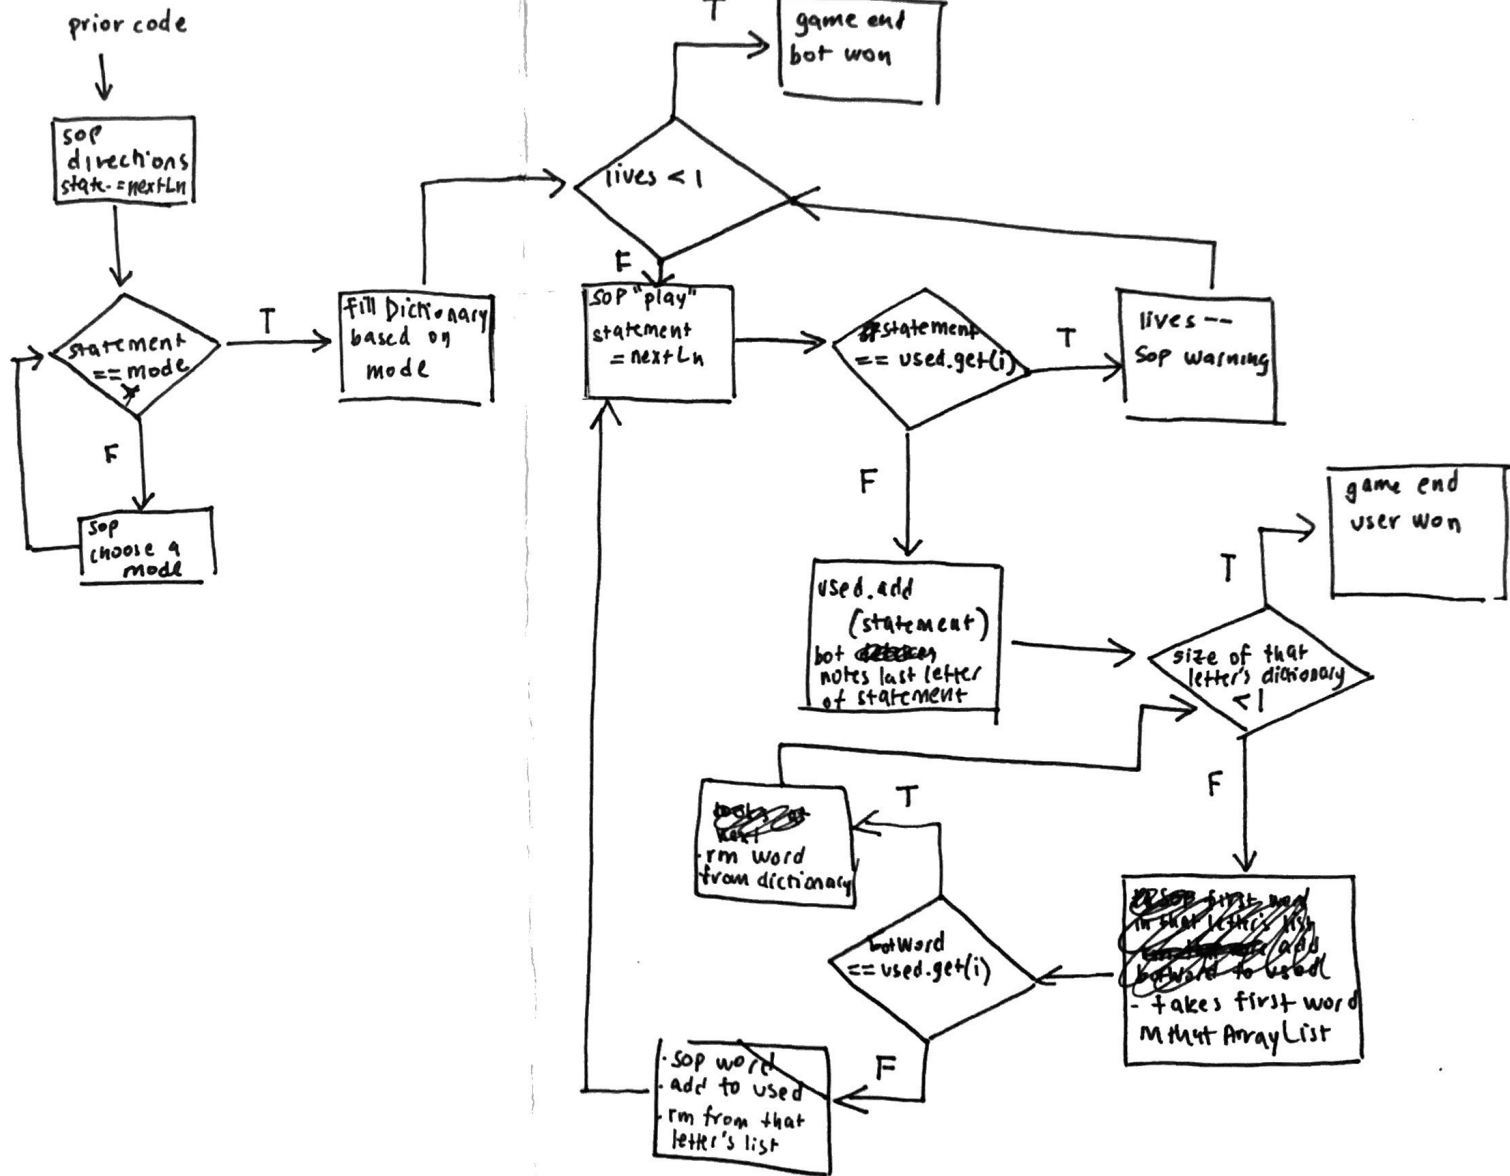 prior code
sop
directions
state.=nextLn
statement
== mode
T
F
sop
choose a
mode
fill Dictionary
based on
mode
T
game end
bot won
lives < 1
F
sop "play"
statement
= nextLn
statement
== used.get(i)
T
lives --
sop warning
F
used.add
(statement)
bot
notes last letter
of statement
game end
user won
T
size of that
letter's dictionary
< 1
F
- takes first word
in that ArrayList
botword
== used.get(i)
T
- rm word
from dictionary
F
- sop word
- add to used
- rm from that
letter's list